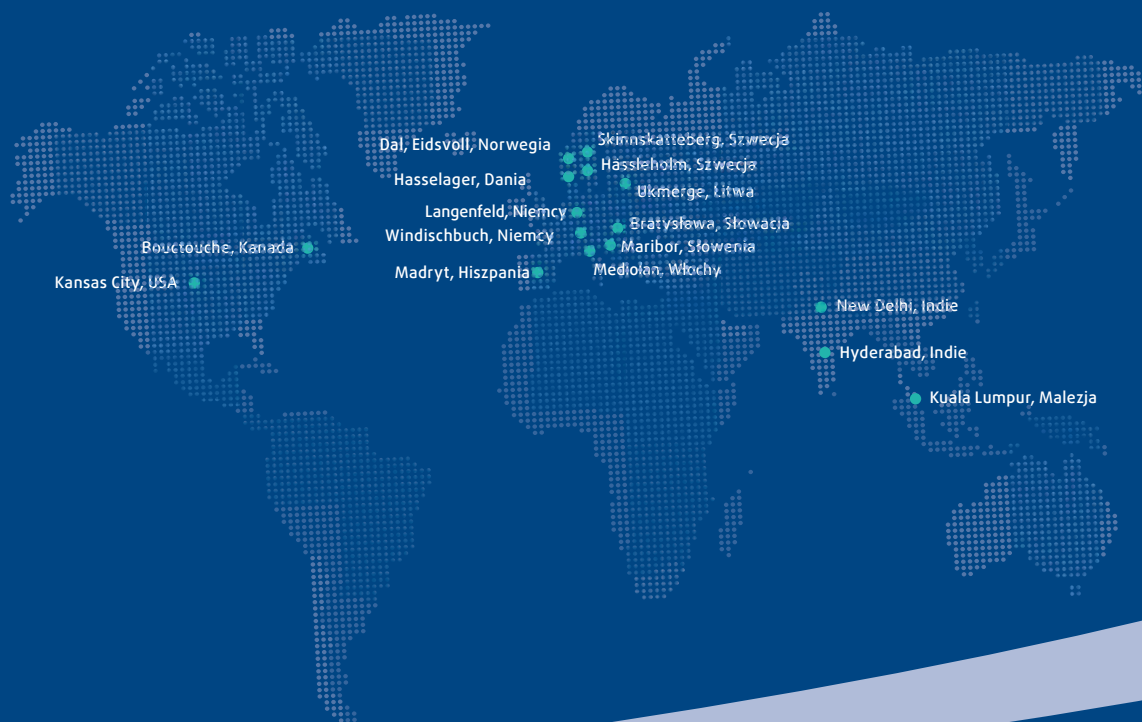 Skinnskatteberg, Szwecja
Dal, Eidsvoll, Norwegia
Hässleholm, Szwecja
Hasselager, Dania
Ukmerge, Litwa
Langenfeld, Niemcy
Bratysława, Słowacja
Windischbuch, Niemcy
Maribor, Słowenia
Bouctouche, Kanada
Mediolan, Włochy
Madryt, Hiszpania
Kansas City, USA
New Delhi, Indie
Hyderabad, Indie
Kuala Lumpur, Malezja